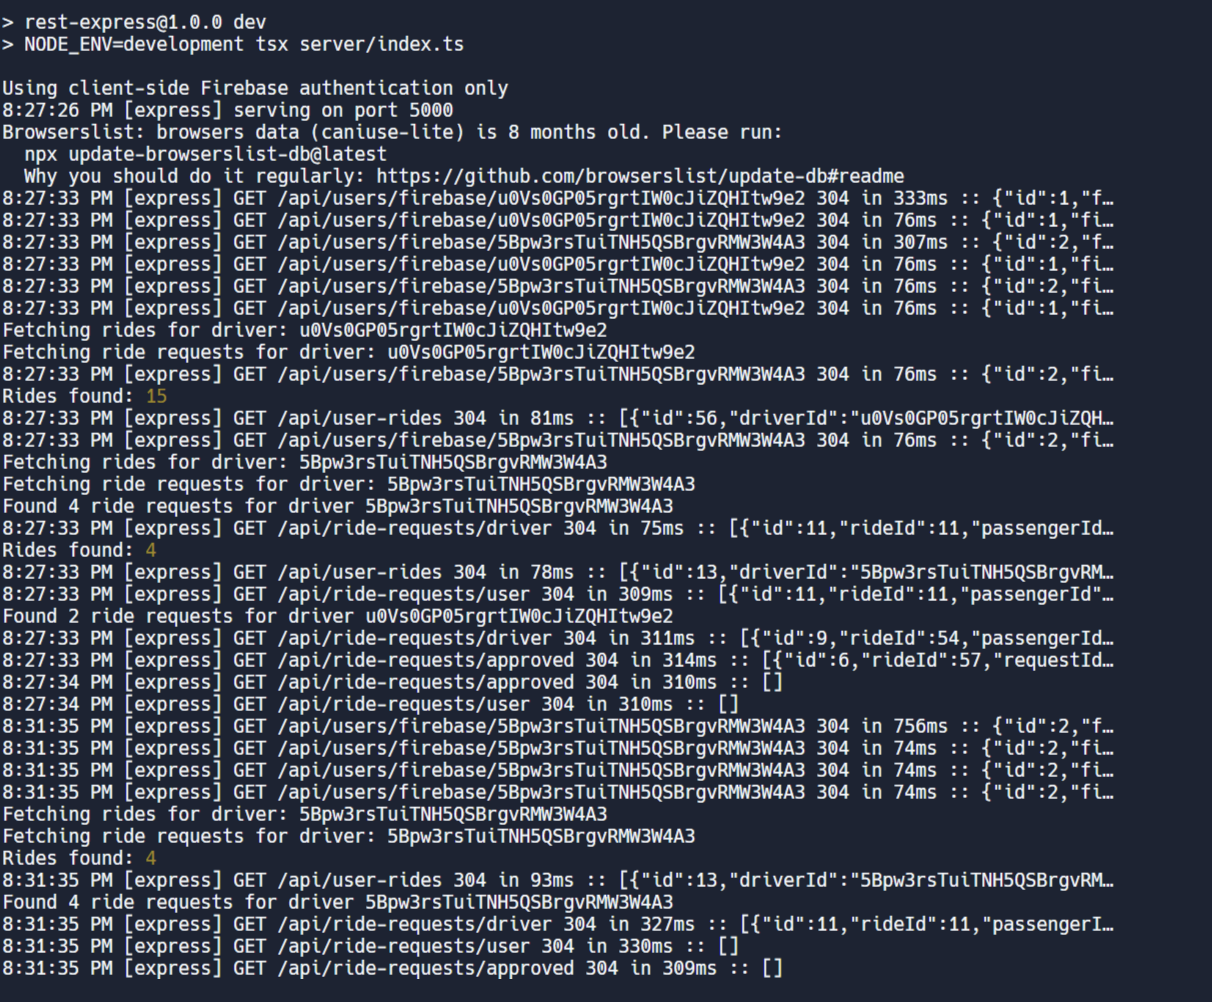 > rest-express@1.0.0 dev
> NODE_ENV=development tsx server/index.ts
Using client-side Firebase authentication only
8:27:26 PM [express] serving on port 5000
Browserslist: browsers data (caniuse-lite) is 8 months old. Please run:
npx update-browserslist-db@latest
Why you should do it regularly: https://github.com/browserslist/update-db#readme
8:27:33 PM [express] GET /api/users/firebase/u0Vs0GP05rgrtIW0cJiZQHItw9e2 304 in 333ms :: {"id":1,"f…
8:27:33 PM [express] GET /api/users/firebase/u0Vs0GP05rgrtIW0cJiZQHItw9e2 304 in 76ms :: {"id":1,"fi…
8:27:33 PM [express] GET /api/users/firebase/5Bpw3rsTuiTNH5QSBrgvRMW3W4A3 304 in 307ms :: {"id":2,"f…
8:27:33 PM [express] GET /api/users/firebase/u0Vs0GP05rgrtIW0cJiZQHItw9e2 304 in 76ms :: {"id":1,"fi…
8:27:33 PM [express] GET /api/users/firebase/5Bpw3rsTuiTNH5QSBrgvRMW3W4A3 304 in 76ms :: {"id":2,"fi…
8:27:33 PM [express] GET /api/users/firebase/u0Vs0GP05rgrtIW0cJiZQHItw9e2 304 in 76ms :: {"id":1,"fi…
Fetching rides for driver: u0Vs0GP05rgrtIW0cJiZQHItw9e2
Fetching ride requests for driver: u0Vs0GP05rgrtIW0cJiZQHItw9e2
8:27:33 PM [express] GET /api/users/firebase/5Bpw3rsTuiTNH5QSBrgvRMW3W4A3 304 in 76ms :: {"id":2,"fi…
Rides found: 15
8:27:33 PM [express] GET /api/user-rides 304 in 81ms :: [{"id":56,"driverId":"u0Vs0GP05rgrtIW0cJiZQH…
8:27:33 PM [express] GET /api/users/firebase/5Bpw3rsTuiTNH5QSBrgvRMW3W4A3 304 in 76ms :: {"id":2,"fi…
Fetching rides for driver: 5Bpw3rsTuiTNH5QSBrgvRMW3W4A3
Fetching ride requests for driver: 5Bpw3rsTuiTNH5QSBrgvRMW3W4A3
Found 4 ride requests for driver 5Bpw3rsTuiTNH5QSBrgvRMW3W4A3
8:27:33 PM [express] GET /api/ride-requests/driver 304 in 75ms :: [{"id":11,"rideId":11,"passengerId…
Rides found: 4
8:27:33 PM [express] GET /api/user-rides 304 in 78ms :: [{"id":13,"driverId":"5Bpw3rsTuiTNH5QSBrgvRM…
8:27:33 PM [express] GET /api/ride-requests/user 304 in 309ms :: [{"id":11,"rideId":11,"passengerId"…
Found 2 ride requests for driver u0Vs0GP05rgrtIW0cJiZQHItw9e2
8:27:33 PM [express] GET /api/ride-requests/driver 304 in 311ms :: [{"id":9,"rideId":54,"passengerId…
8:27:33 PM [express] GET /api/ride-requests/approved 304 in 314ms :: [{"id":6,"rideId":57,"requestId…
8:27:34 PM [express] GET /api/ride-requests/approved 304 in 310ms :: []
8:27:34 PM [express] GET /api/ride-requests/user 304 in 310ms :: []
8:31:35 PM [express] GET /api/users/firebase/5Bpw3rsTuiTNH5QSBrgvRMW3W4A3 304 in 756ms :: {"id":2,"f…
8:31:35 PM [express] GET /api/users/firebase/5Bpw3rsTuiTNH5QSBrgvRMW3W4A3 304 in 74ms :: {"id":2,"fi…
8:31:35 PM [express] GET /api/users/firebase/5Bpw3rsTuiTNH5QSBrgvRMW3W4A3 304 in 74ms :: {"id":2,"fi…
8:31:35 PM [express] GET /api/users/firebase/5Bpw3rsTuiTNH5QSBrgvRMW3W4A3 304 in 74ms :: {"id":2,"fi…
Fetching rides for driver: 5Bpw3rsTuiTNH5QSBrgvRMW3W4A3
Fetching ride requests for driver: 5Bpw3rsTuiTNH5QSBrgvRMW3W4A3
Rides found: 4
8:31:35 PM [express] GET /api/user-rides 304 in 93ms :: [{"id":13,"driverId":"5Bpw3rsTuiTNH5QSBrgvRM…
Found 4 ride requests for driver 5Bpw3rsTuiTNH5QSBrgvRMW3W4A3
8:31:35 PM [express] GET /api/ride-requests/driver 304 in 327ms :: [{"id":11,"rideId":11,"passengerI…
8:31:35 PM [express] GET /api/ride-requests/user 304 in 330ms :: []
8:31:35 PM [express] GET /api/ride-requests/approved 304 in 309ms :: []